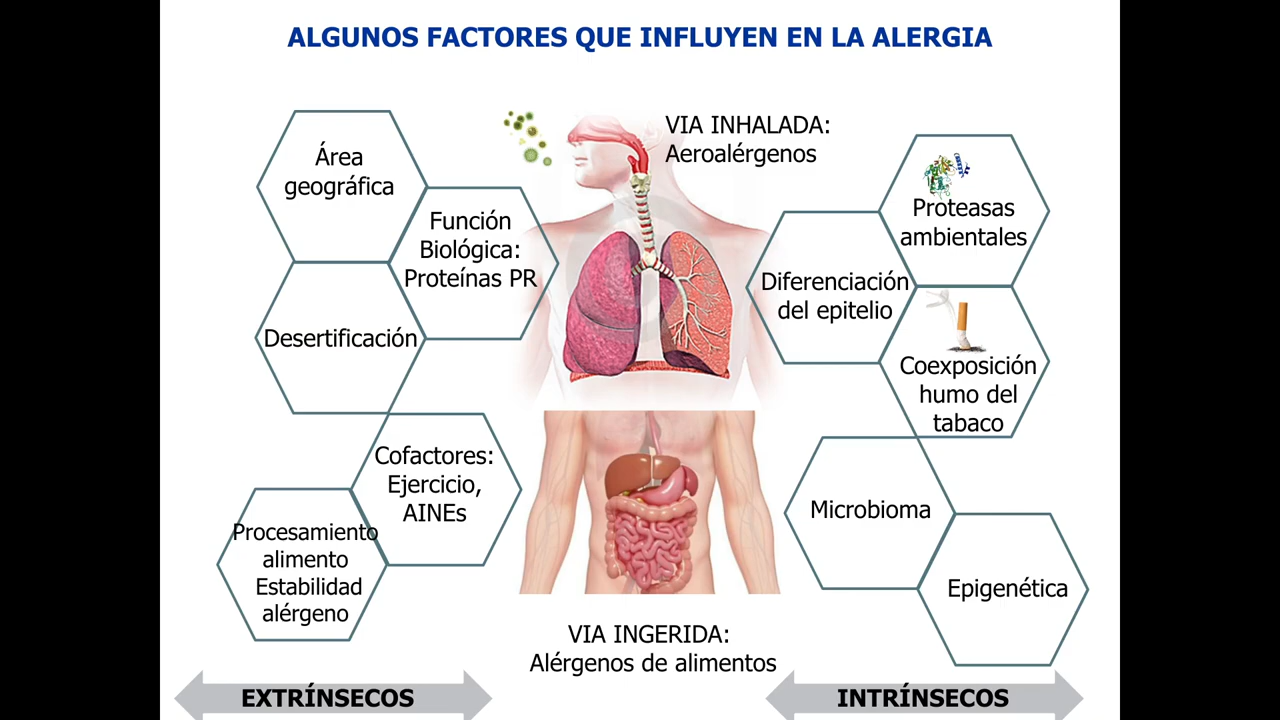 ALGUNOS FACTORES QUE INFLUYEN EN LA ALERGIA
Área
geográfica
Función
Biológica:
Proteínas PR
Desertificación
Cofactores:
Ejercicio,
AINEs
Procesamiento
alimento
Estabilidad
alérgeno
VIA INHALADA:
Aeroalérgenos
VIA INGERIDA:
Alérgenos de alimentos
Proteasas
ambientales
Diferenciación
del epitelio
Coexposición
humo del
tabaco
Microbioma
Epigenética
EXTRÍNSECOS
INTRÍNSECOS